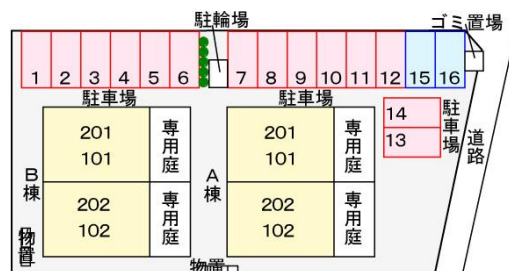 駐輪場
ゴミ置場
1 2 3 4 5 6 7 8 9 10 11 12 15 16
駐車場 駐車場
14
13
駐車場
道路
201
101
専用庭
201
101
専用庭
B棟
A棟
202
102
専用庭
202
102
専用庭
物置
物置